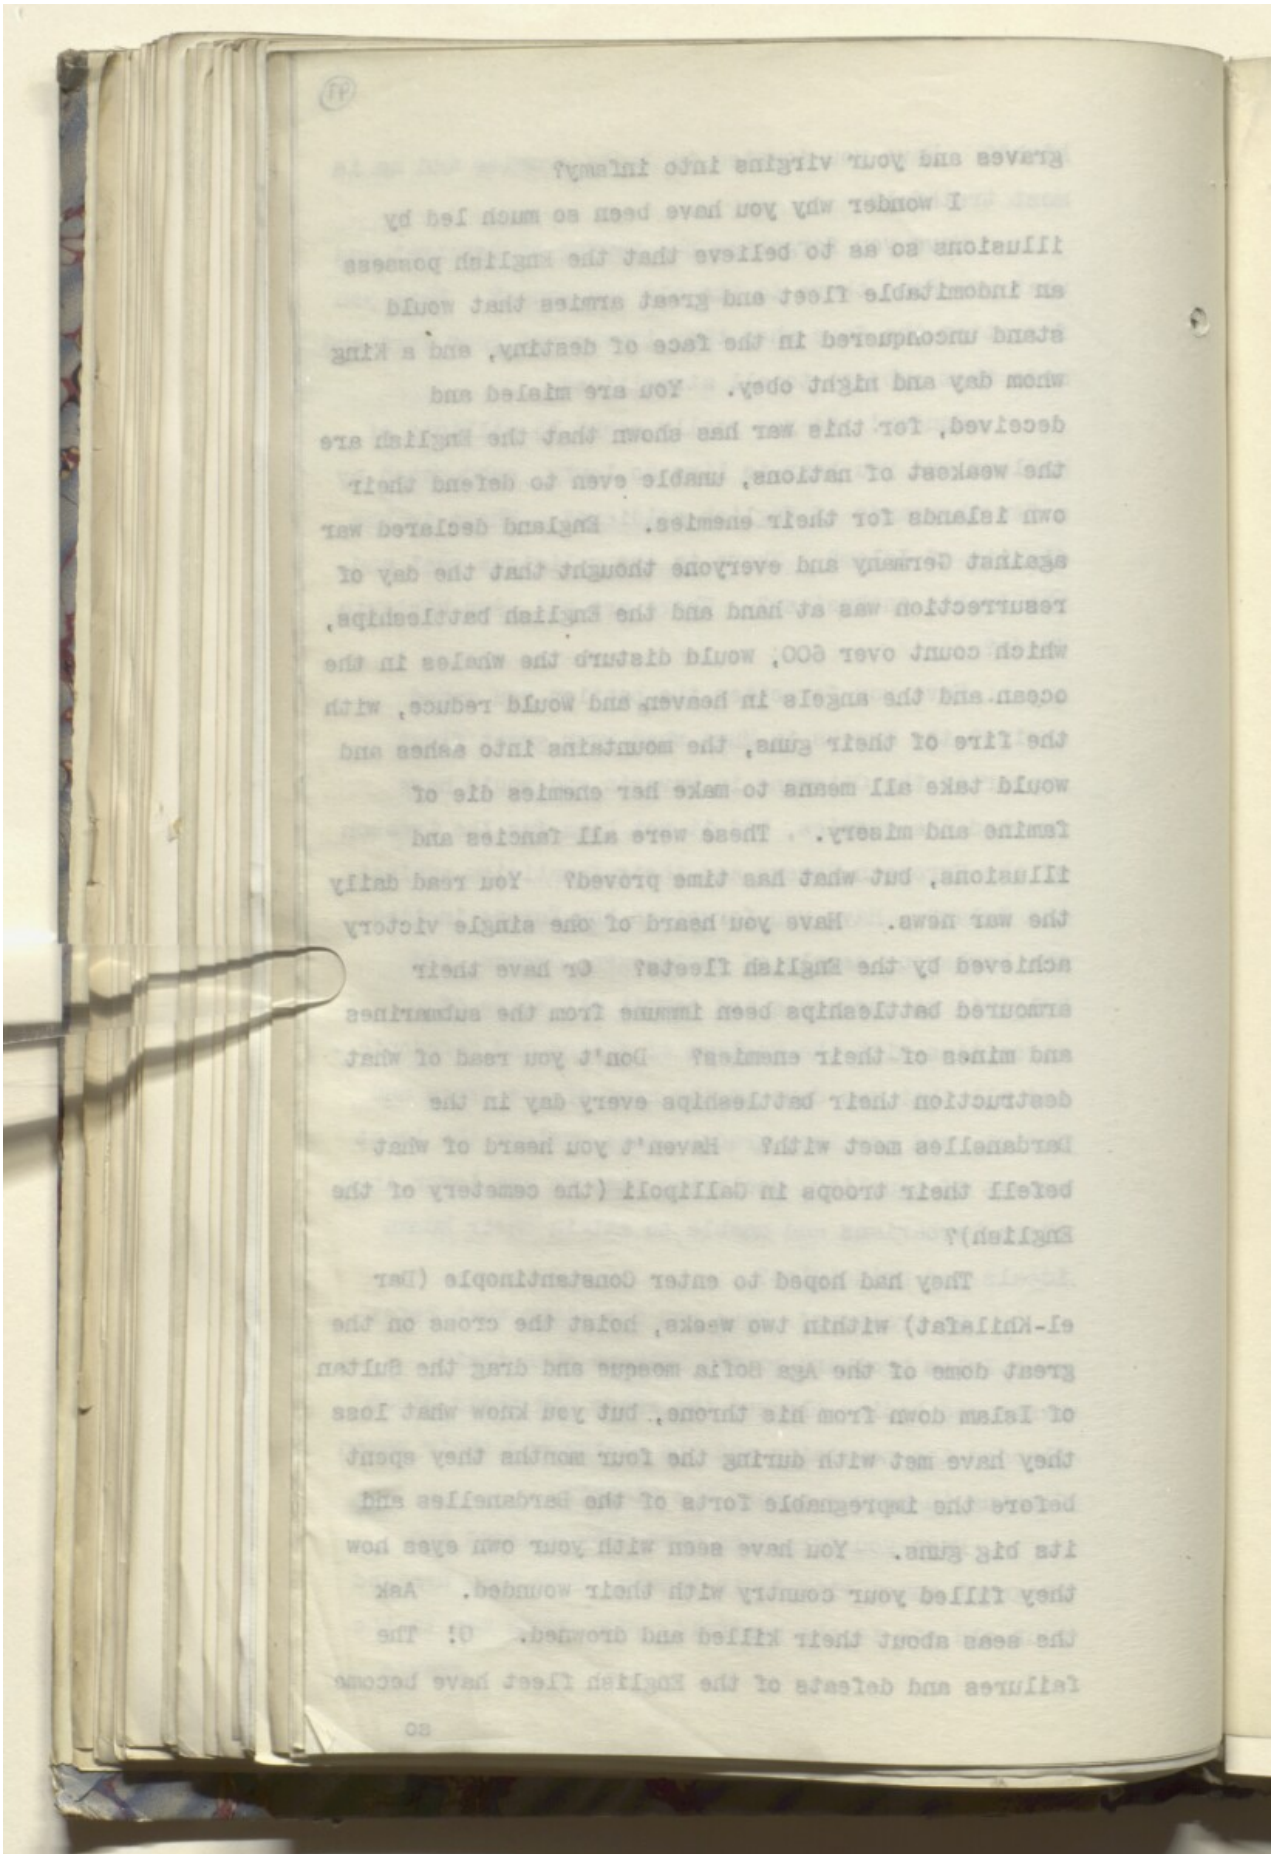 graves and your virgins into infamy?
I wonder why you have been so much led by
illusions so as to believe that the English possess
an indomitable fleet and great armies that would
stand unconquered in the face of destiny, and a King
whom day and night obey. You are misled and
deceived, for this war has shown that the English are
the weakest of nations, unable even to defend their
own islands for their enemies. England declared war
against Germany and everyone thought that the day of
resurrection was at hand and the English battleships,
which count over 600, would disturb the whales in the
ocean and the angels in heaven and would reduce, with
the fire of their guns, the mountains into ashes and
would take all means to make her enemies die of
famine and misery. These were all fancies and
illusions, but what has time proved? You read daily
the war news. Have you heard of one single victory
achieved by the English fleets? Or have their
armoured battleships been immune from the submarines
and mines of their enemies? Don't you read of what
destruction their battleships every day in the
Dardanelles meet with? Haven't you heard of what
befell their troops in Gallipoli (the cemetery of the
English)?
They had hoped to enter Constantinople (Dar
el-Khilafat) within two weeks, hoist the cross on the
great dome of the Aya Sofia mosque and drag the Sultan
of Islam down from his throne, but you know what loss
they have met with during the four months they spent
before the impregnable forts of the Dardanelles and
its big guns. You have seen with your own eyes how
they filled your country with their wounded. Ask
the seas about their killed and drowned. O! The
failures and defeats of the English fleet have become
so